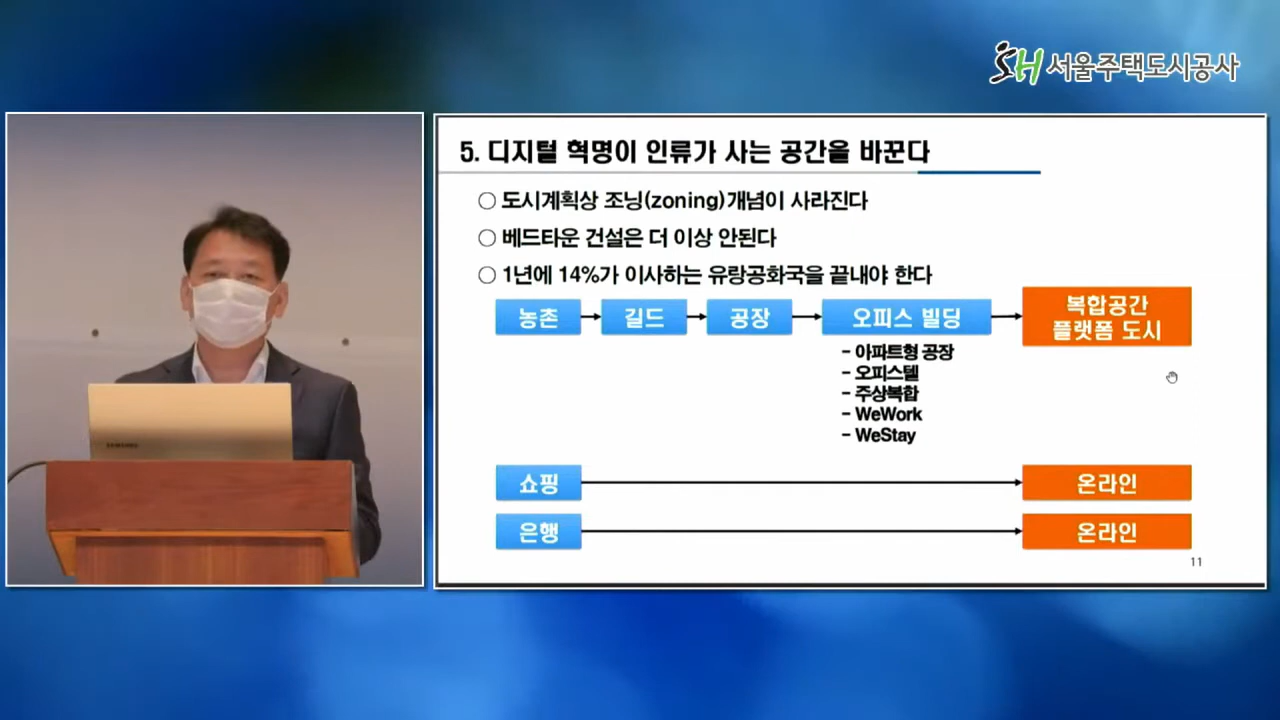 SH 서울주택도시공사
5. 디지털 혁명이 인류가 사는 공간을 바꾼다
○ 도시계획상 조닝(zoning)개념이 사라진다
○ 베드타운 건설은 더 이상 안된다
○ 1년에 14%가 이사하는 유랑공화국을 끝내야 한다
농촌
길드
공장
오피스 빌딩
복합공간
플랫폼 도시
- 아파트형 공장
- 오피스텔
- 주상복합
- WeWork
- WeStay
쇼핑
온라인
은행
온라인
11
SAMSUNG